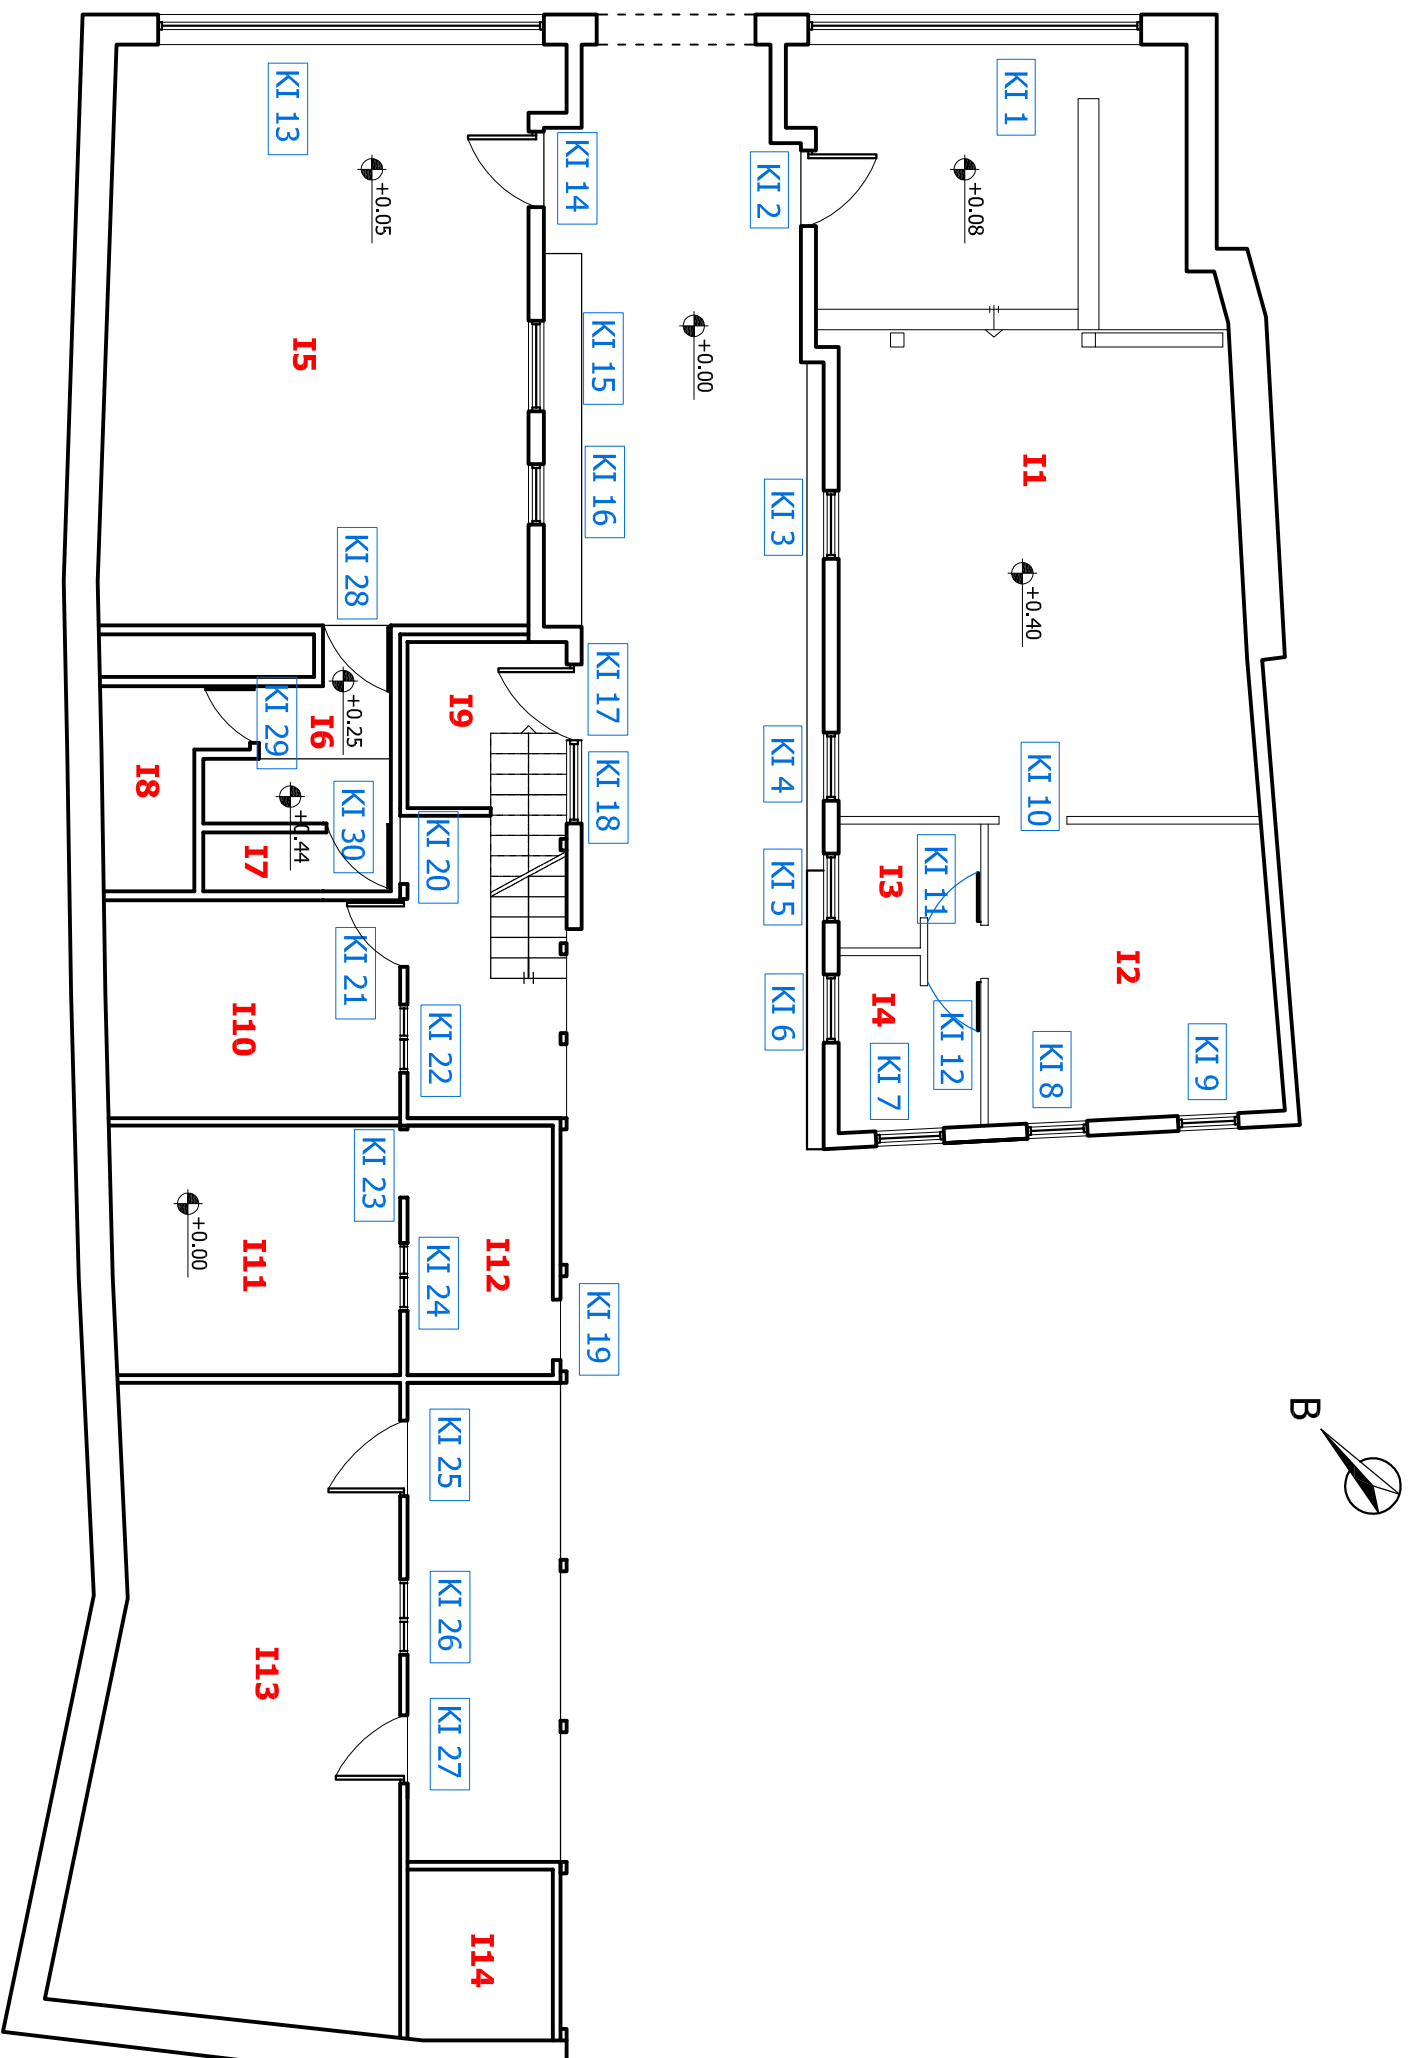 KI 1
KI 13
KI 14
KI 2
+0.05
+0.08
+0.00
I5
KI 15
I1
KI 16
KI 3
KI 28
+0.40
KI 17
I9
KI 29
I6
+0.25
I8
KI 18
KI 4
KI 10
+0.44
KI 30
I7
KI 20
KI 5
I3
KI 11
I2
I10
KI 21
KI 22
KI 6
I4
KI 12
KI 7
KI 8
KI 9
KI 23
+0.00
I11
KI 24
I12
KI 19
B
KI 25
KI 26
I13
KI 27
I14